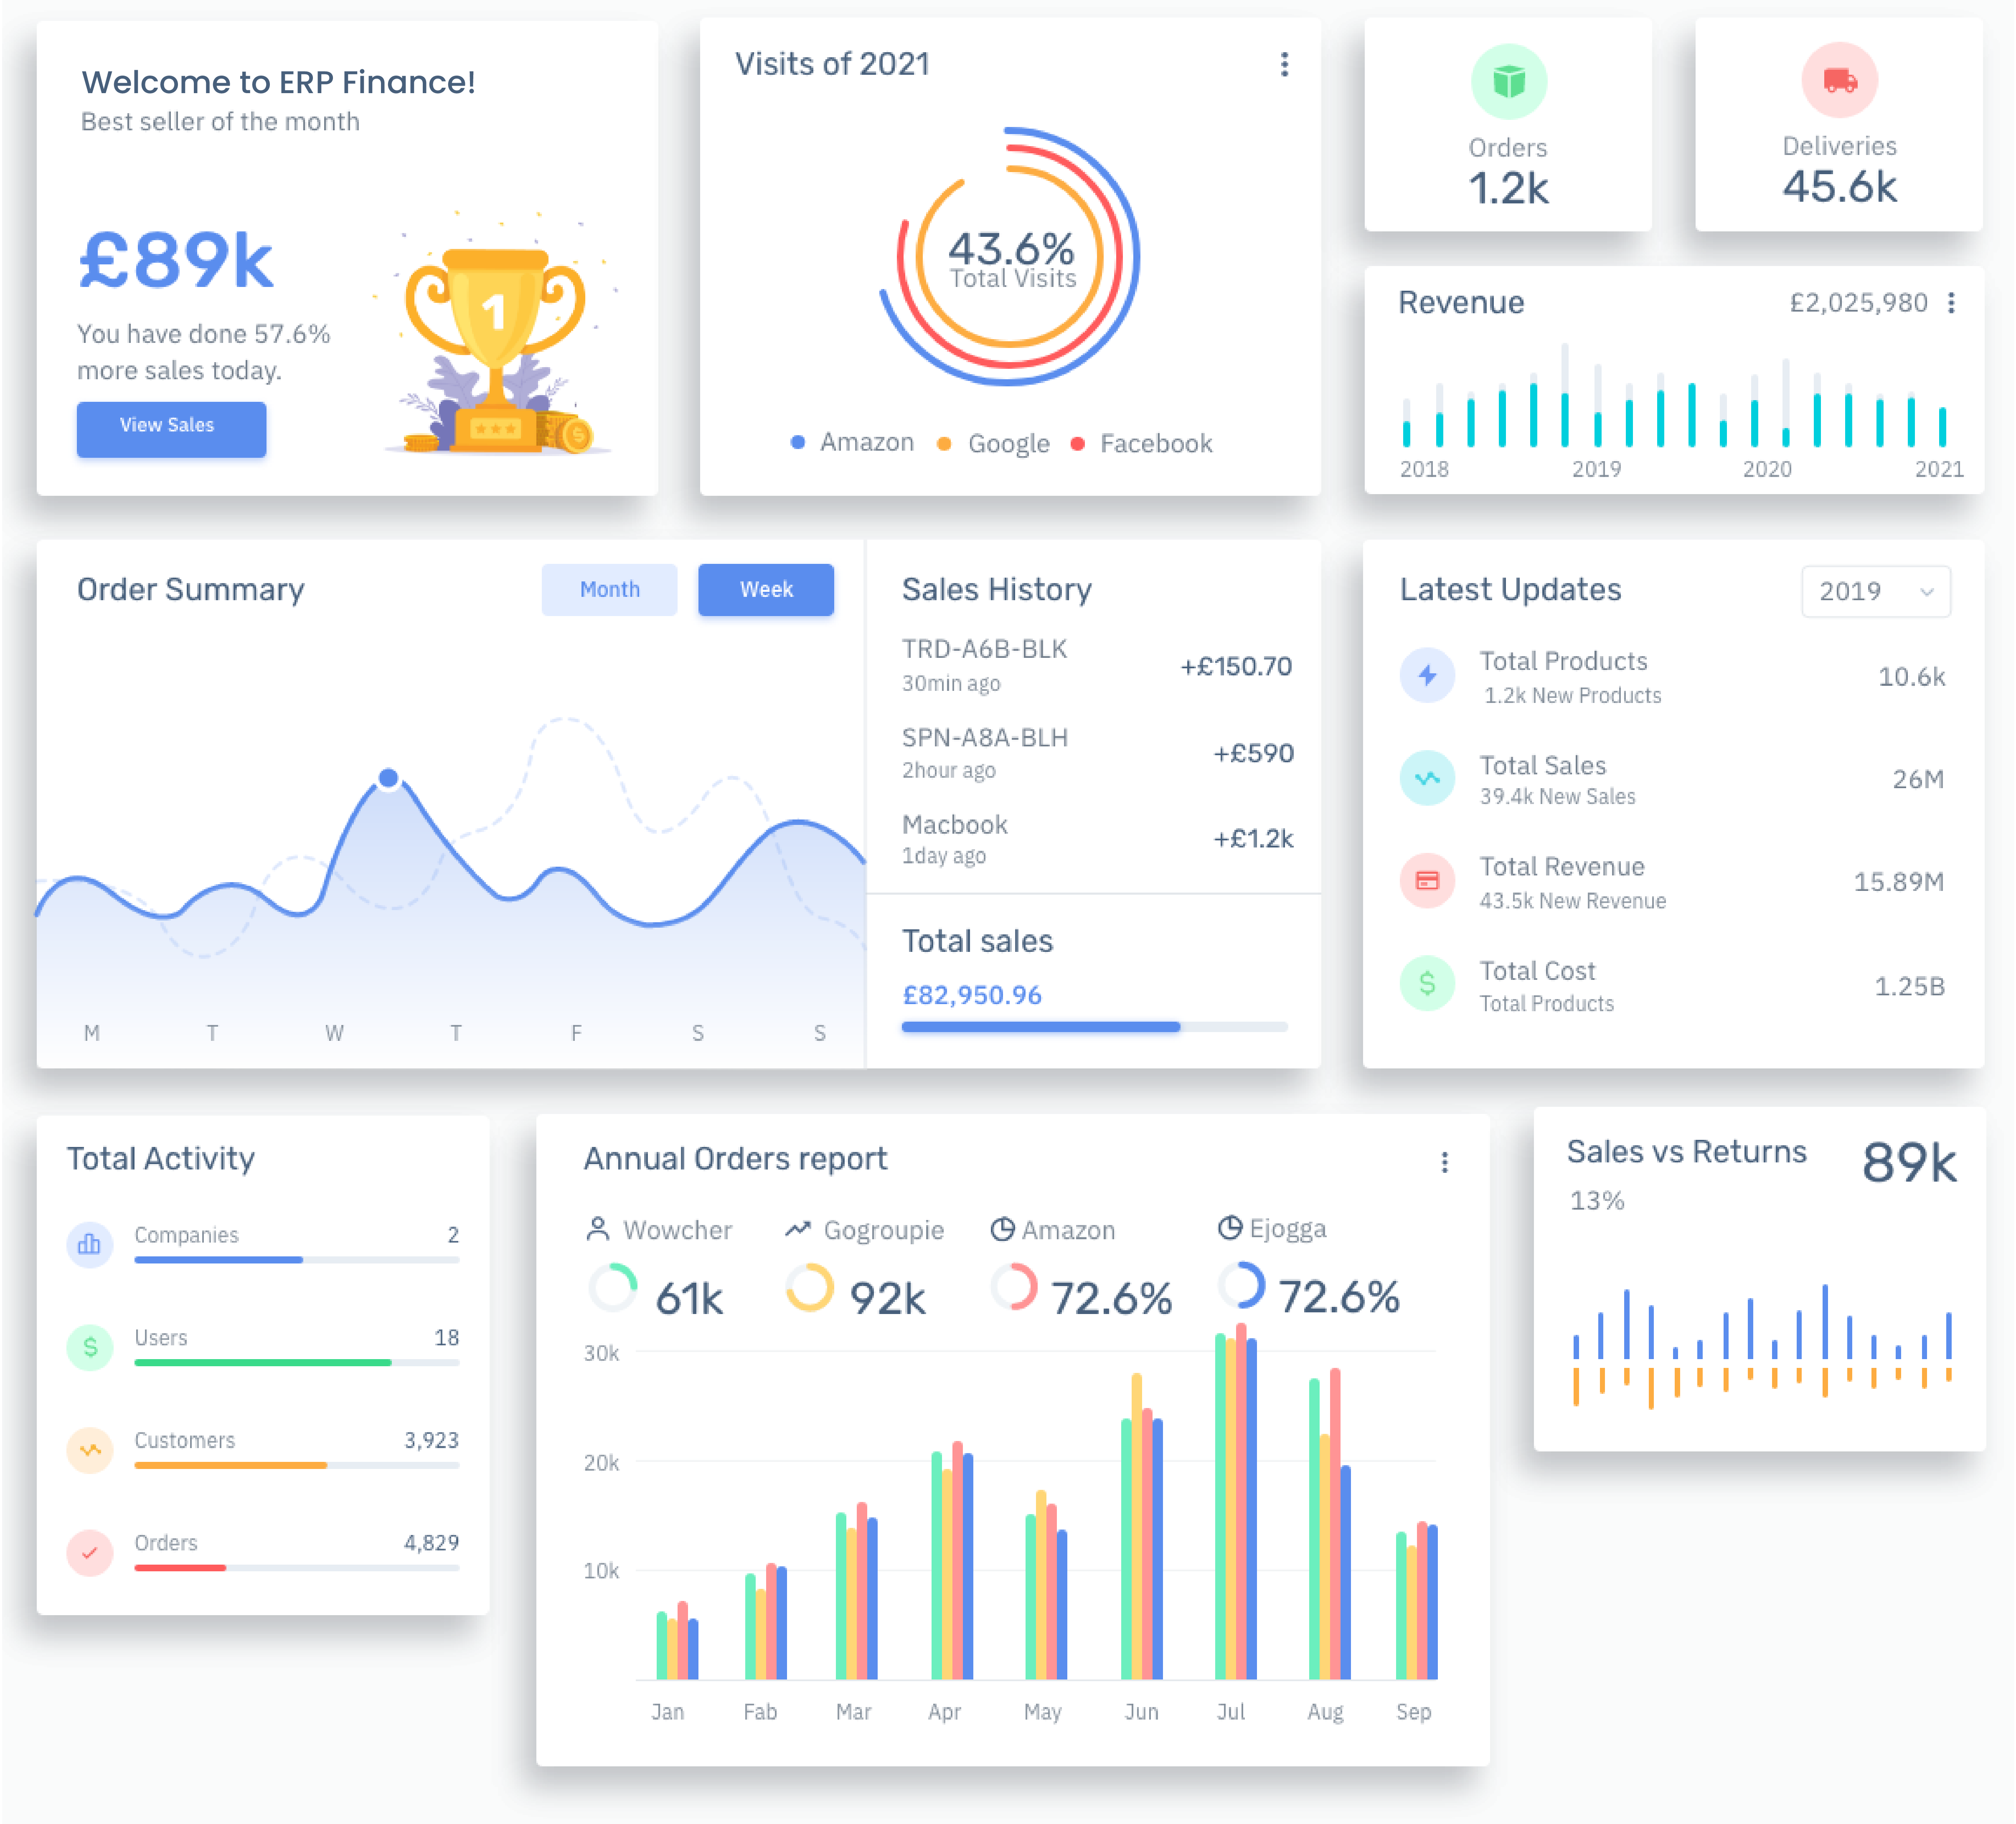 Welcome to ERP Finance!
Best seller of the month
£89k
You have done 57.6%
more sales today.
View Sales
1
Visits of 2021
43.6%
Total Visits
Amazon Google Facebook
Orders
1.2k
Deliveries
45.6k
Revenue £2,025,980
2018 2019 2020 2021
Order Summary Month Week
M T W T F S S
Sales History
TRD-A6B-BLK
30min ago
+£150.70
SPN-A8A-BLH
2hour ago
+£590
Macbook
1day ago
+£1.2k
Total sales
£82,950.96
Latest Updates 2019
Total Products
1.2k New Products
10.6k
Total Sales
39.4k New Sales
26M
Total Revenue
43.5k New Revenue
15.89M
$
Total Cost
Total Products
1.25B
Total Activity
Companies 2
$
Users 18
Customers 3,923
Orders 4,829
Annual Orders report
Wowcher Gogroupie Amazon Ejogga
61k 92k 72.6% 72.6%
30k
20k
10k
Jan Fab Mar Apr May Jun Jul Aug Sep
Sales vs Returns 89k
13%